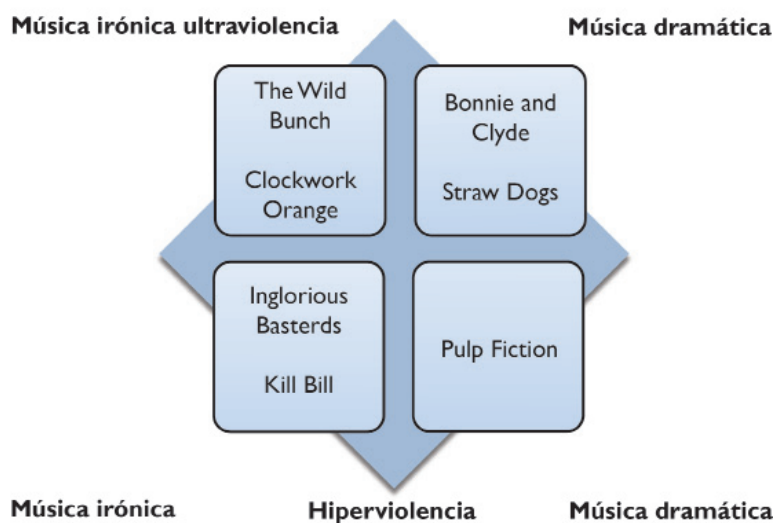 Música irónica ultraviolencia
Música dramática
The Wild
Bunch
Clockwork
Orange
Bonnie and
Clyde
Straw Dogs
Inglorious
Basterds
Kill Bill
Pulp Fiction
Música irónica
Hiperviolencia
Música dramática